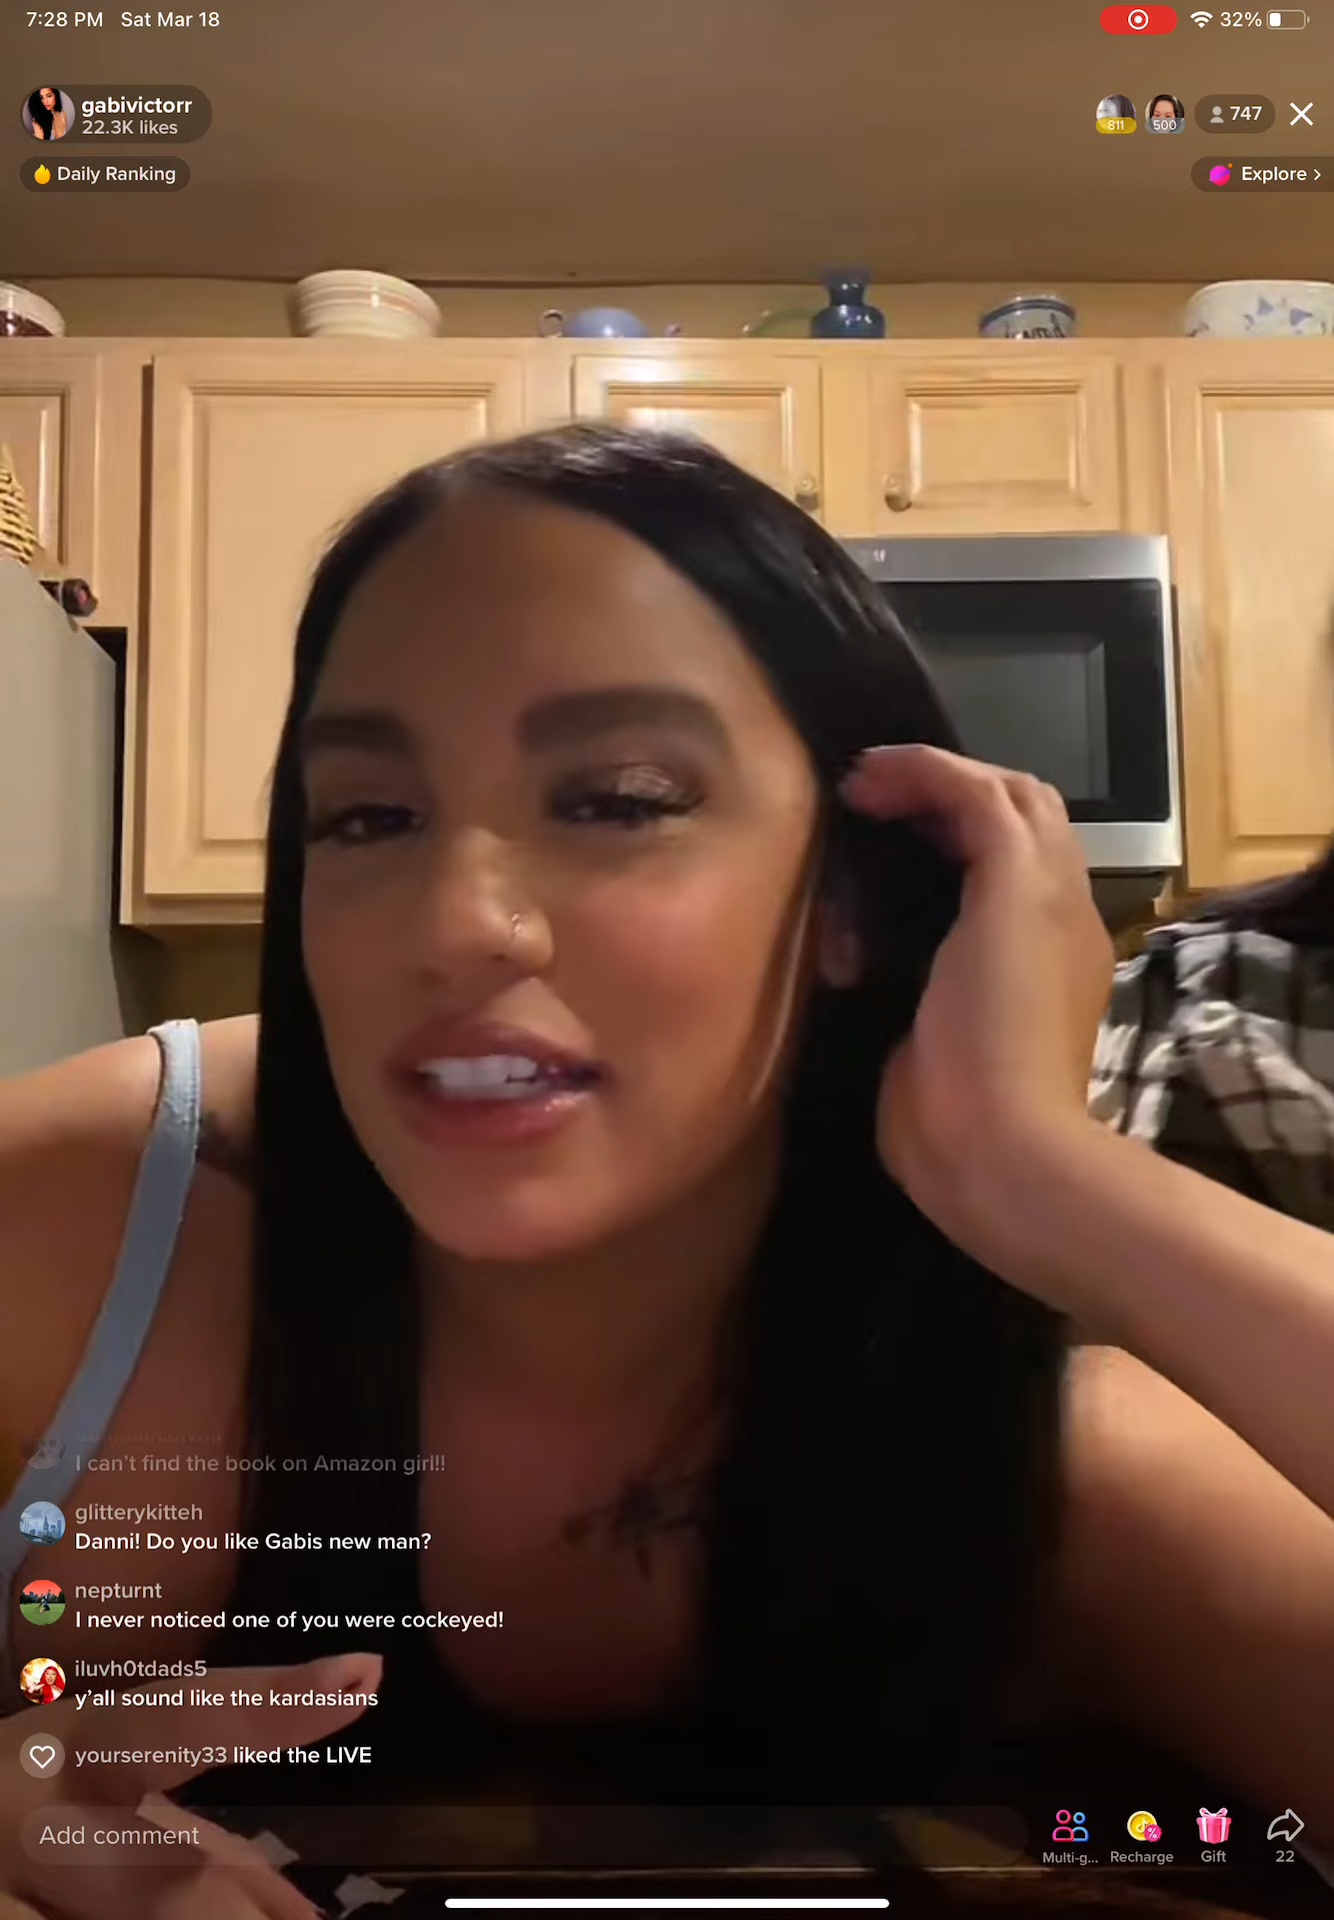 7:28 PM Sat Mar 18
32%
gabivictorr
22.3K likes
811
500
747
Daily Ranking
Explore >
I can't find the book on Amazon girl!!
glitterykitteh
Danni! Do you like Gabis new man?
nepturnt
I never noticed one of you were cockeyed!
iluvh0tdads5
y'all sound like the kardasians
yourserenity33 liked the LIVE
Add comment
Multi-g...
Recharge
Gift
22